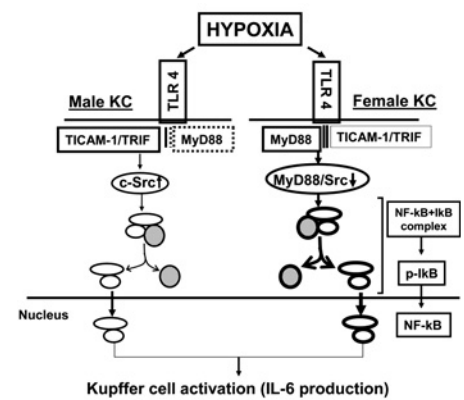 HYPOXIA
TLR 4
TLR 4
Male KC
Female KC
TICAM-1/TRIF
MyD88
MyD88
TICAM-1/TRIF
c-Src↑
MyD88/Src↓
NF-kB+IkB
complex
p-IkB
Nucleus
NF-kB
Kupffer cell activation (IL-6 production)